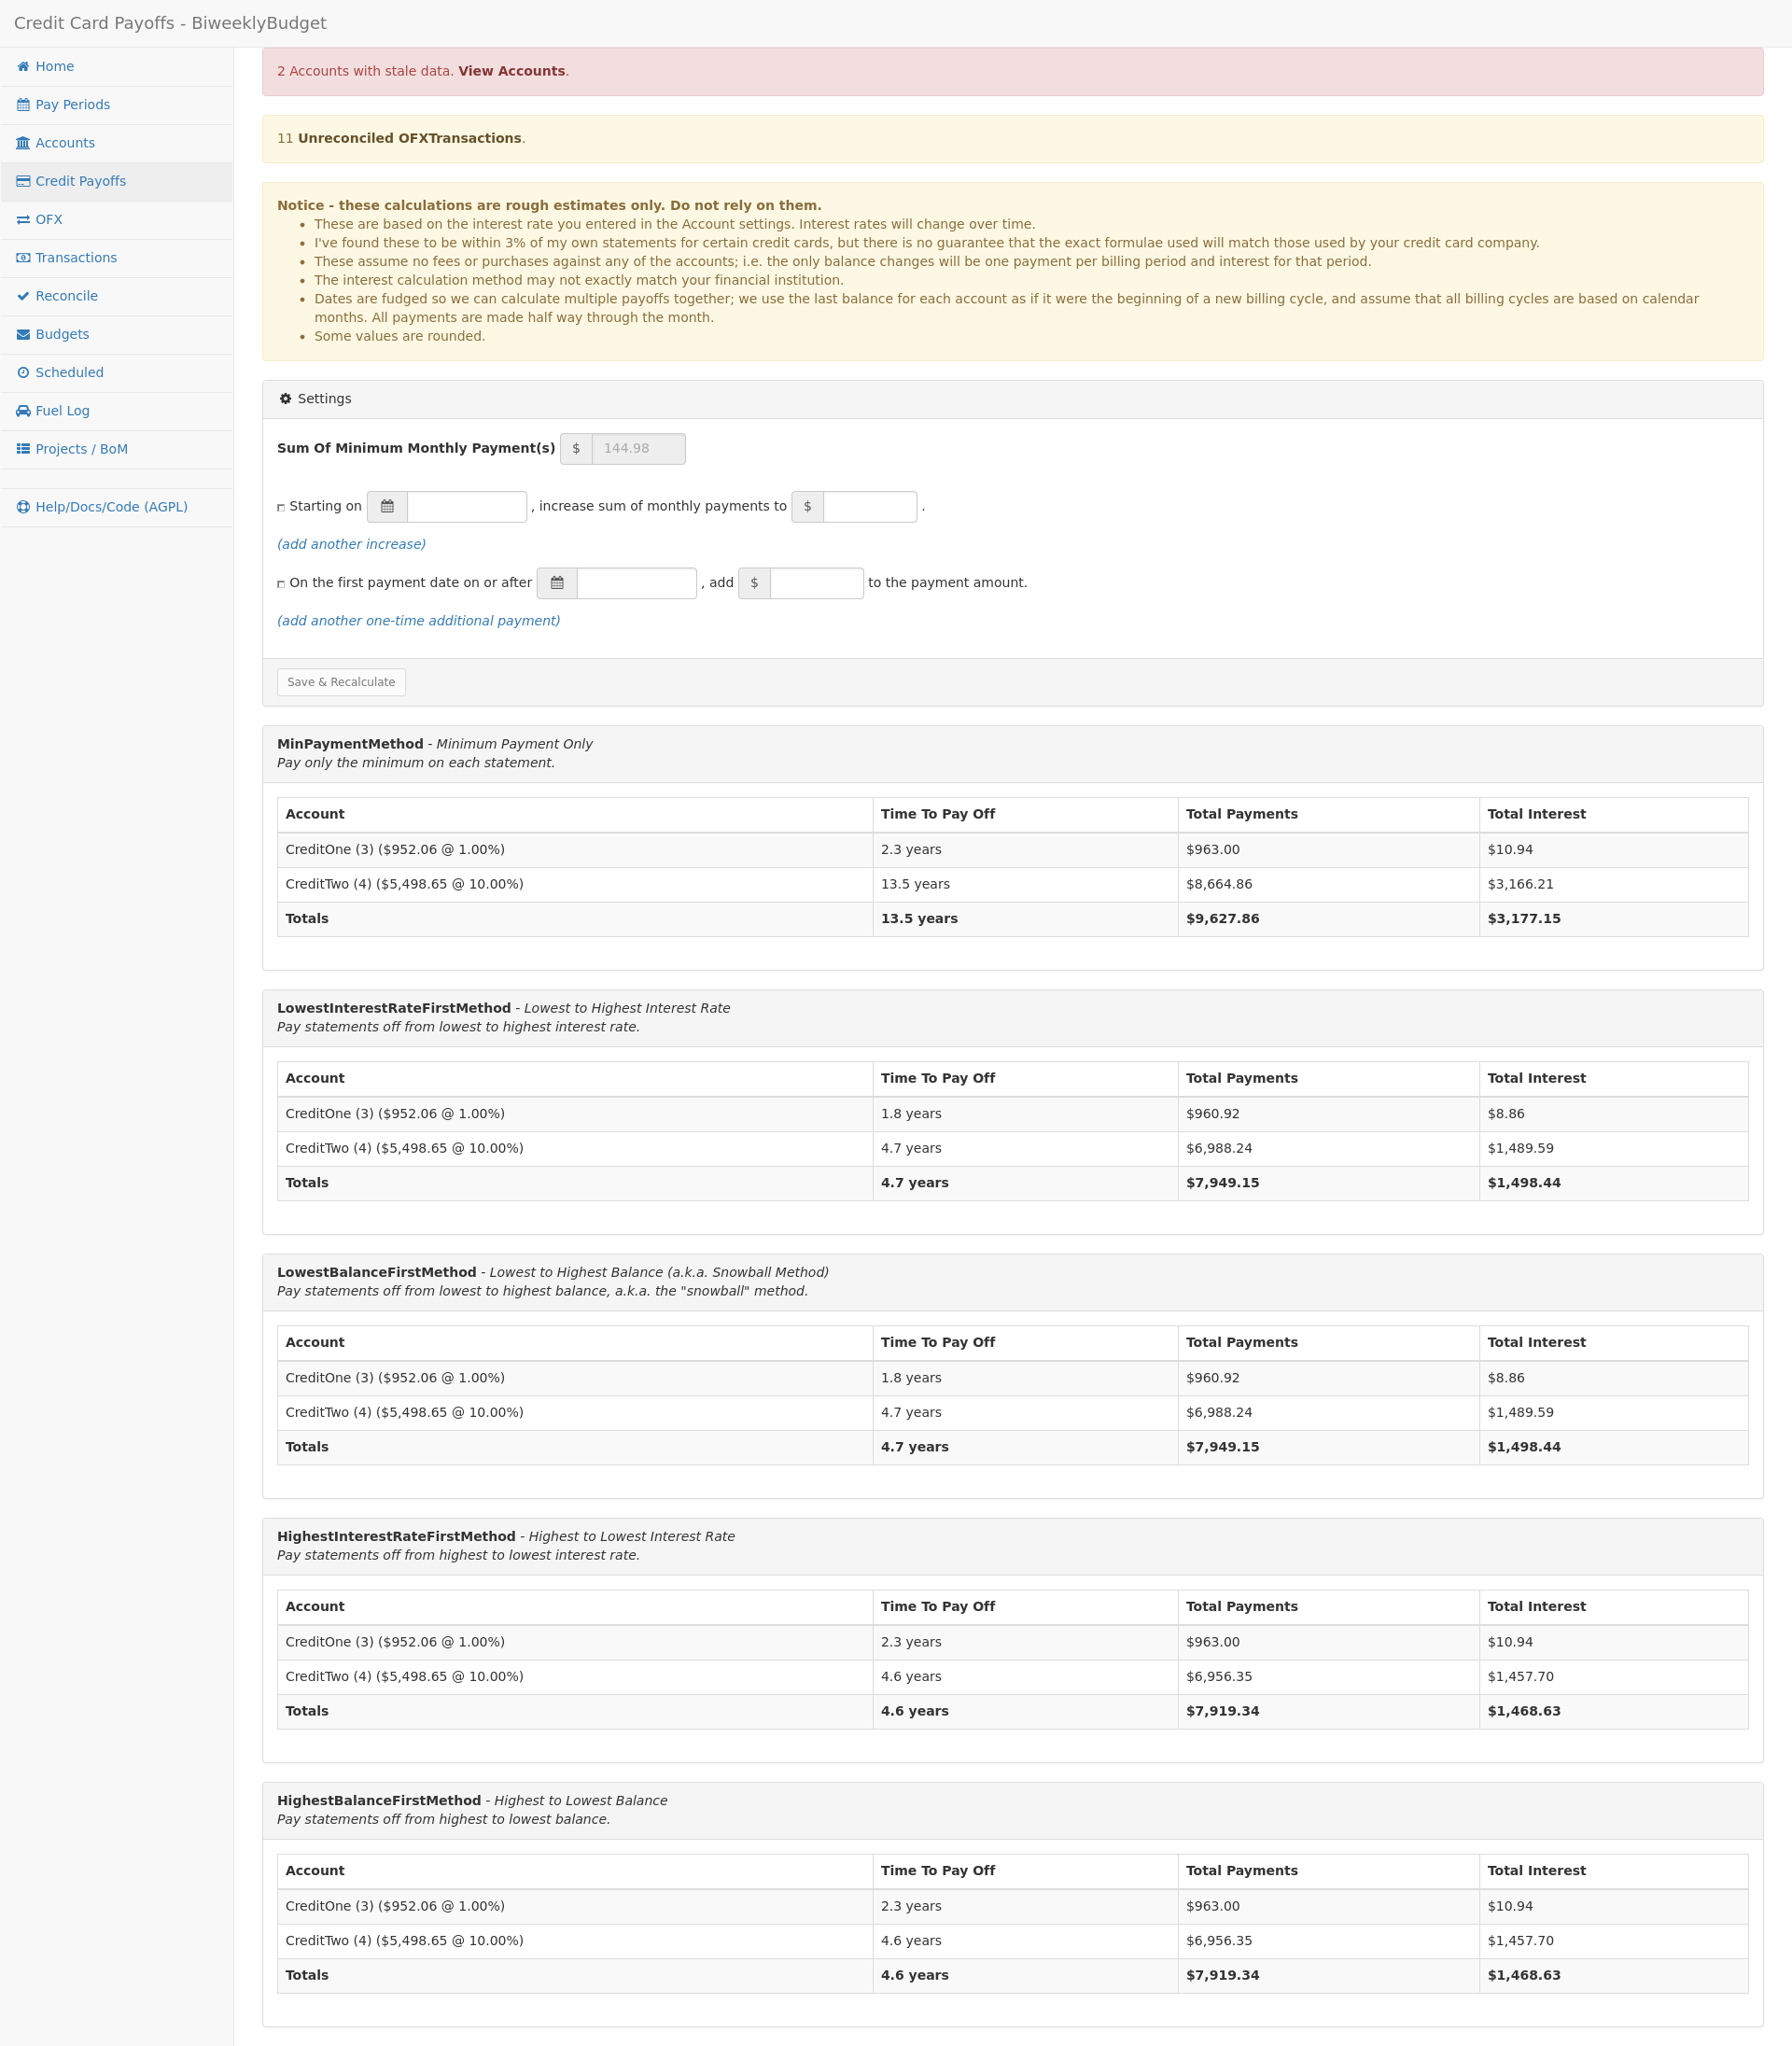 Credit Card Payoffs - BiweeklyBudget
Home
Pay Periods
Accounts
Credit Payoffs
OFX
Transactions
Reconcile
Budgets
Scheduled
Fuel Log
Projects / BoM
Help/Docs/Code (AGPL)
2 Accounts with stale data. View Accounts.
11 Unreconciled OFXTransactions.
Notice - these calculations are rough estimates only. Do not rely on them.
• These are based on the interest rate you entered in the Account settings. Interest rates will change over time.
• I've found these to be within 3% of my own statements for certain credit cards, but there is no guarantee that the exact formulae used will match those used by your credit card company.
• These assume no fees or purchases against any of the accounts; i.e. the only balance changes will be one payment per billing period and interest for that period.
• The interest calculation method may not exactly match your financial institution.
• Dates are fudged so we can calculate multiple payoffs together; we use the last balance for each account as if it were the beginning of a new billing cycle, and assume that all billing cycles are based on calendar
months. All payments are made half way through the month.
• Some values are rounded.
Settings
Sum Of Minimum Monthly Payment(s) $ 144.98
Starting on , increase sum of monthly payments to $ .
(add another increase)
On the first payment date on or after , add $ to the payment amount.
(add another one-time additional payment)
Save & Recalculate
MinPaymentMethod - Minimum Payment Only
Pay only the minimum on each statement.
Account Time To Pay Off Total Payments Total Interest
CreditOne (3) ($952.06 @ 1.00%) 2.3 years $963.00 $10.94
CreditTwo (4) ($5,498.65 @ 10.00%) 13.5 years $8,664.86 $3,166.21
Totals 13.5 years $9,627.86 $3,177.15
LowestInterestRateFirstMethod - Lowest to Highest Interest Rate
Pay statements off from lowest to highest interest rate.
Account Time To Pay Off Total Payments Total Interest
CreditOne (3) ($952.06 @ 1.00%) 1.8 years $960.92 $8.86
CreditTwo (4) ($5,498.65 @ 10.00%) 4.7 years $6,988.24 $1,489.59
Totals 4.7 years $7,949.15 $1,498.44
LowestBalanceFirstMethod - Lowest to Highest Balance (a.k.a. Snowball Method)
Pay statements off from lowest to highest balance, a.k.a. the "snowball" method.
Account Time To Pay Off Total Payments Total Interest
CreditOne (3) ($952.06 @ 1.00%) 1.8 years $960.92 $8.86
CreditTwo (4) ($5,498.65 @ 10.00%) 4.7 years $6,988.24 $1,489.59
Totals 4.7 years $7,949.15 $1,498.44
HighestInterestRateFirstMethod - Highest to Lowest Interest Rate
Pay statements off from highest to lowest interest rate.
Account Time To Pay Off Total Payments Total Interest
CreditOne (3) ($952.06 @ 1.00%) 2.3 years $963.00 $10.94
CreditTwo (4) ($5,498.65 @ 10.00%) 4.6 years $6,956.35 $1,457.70
Totals 4.6 years $7,919.34 $1,468.63
HighestBalanceFirstMethod - Highest to Lowest Balance
Pay statements off from highest to lowest balance.
Account Time To Pay Off Total Payments Total Interest
CreditOne (3) ($952.06 @ 1.00%) 2.3 years $963.00 $10.94
CreditTwo (4) ($5,498.65 @ 10.00%) 4.6 years $6,956.35 $1,457.70
Totals 4.6 years $7,919.34 $1,468.63